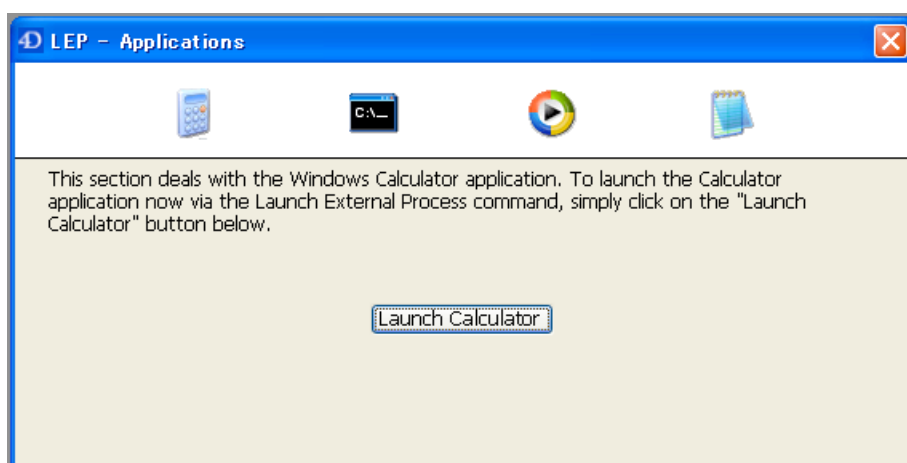 4D LEP - Applications
C:\_
This section deals with the Windows Calculator application. To launch the Calculator
application now via the Launch External Process command, simply click on the "Launch
Calculator" button below.
Launch Calculator